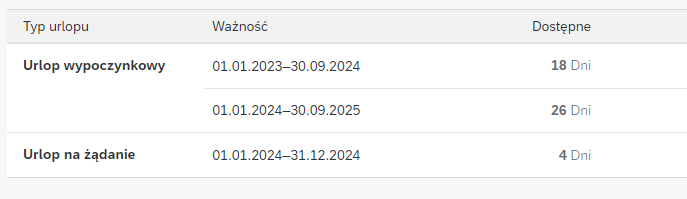 Typ urlopu Ważność Dostępne
Urlop wypoczynkowy 01.01.2023–30.09.2024 18 Dni
01.01.2024–30.09.2025 26 Dni
Urlop na żądanie 01.01.2024–31.12.2024 4 Dni